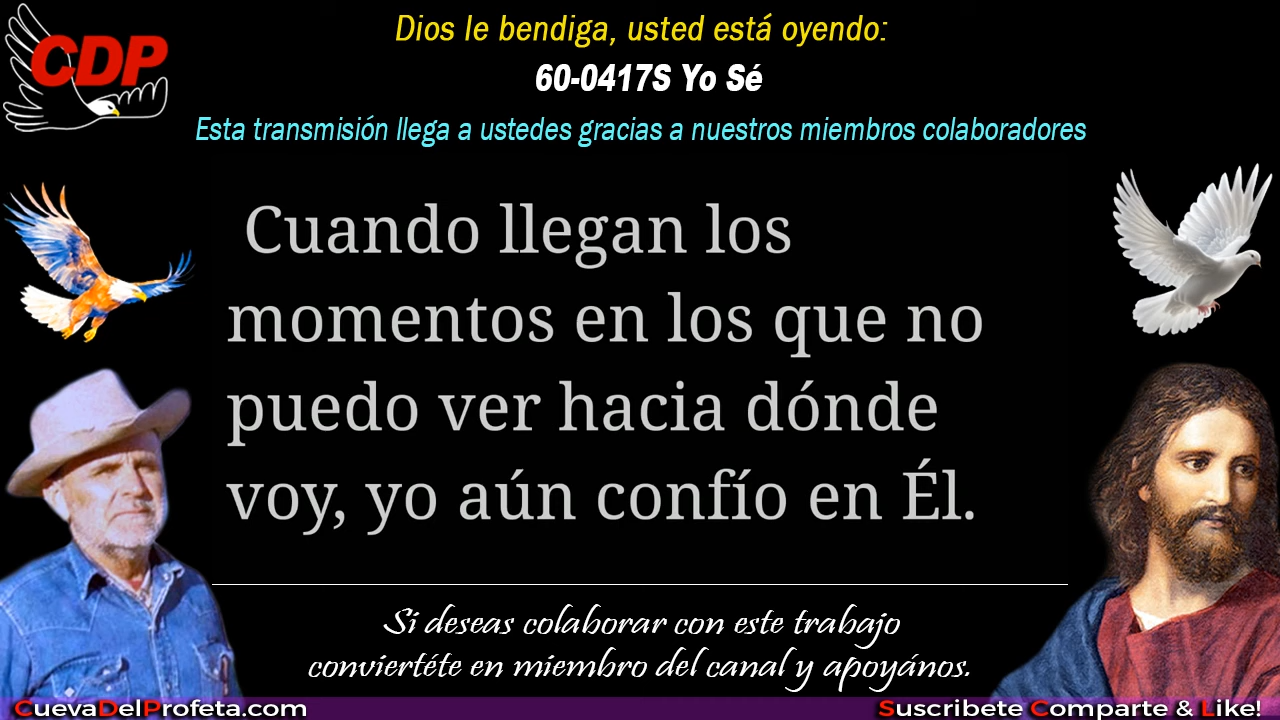 CDP
Dios le bendiga, usted está oyendo:
60-0417S Yo Sé
Esta transmisión llega a ustedes gracias a nuestros miembros colaboradores
Cuando llegan los
momentos en los que no
puedo ver hacia dónde
voy, yo aún confío en Él.
Si deseas colaborar con este trabajo
conviertéte en miembro del canal y apoyános.
CuevaDelProfeta.com
Suscribete Comparte & Like!